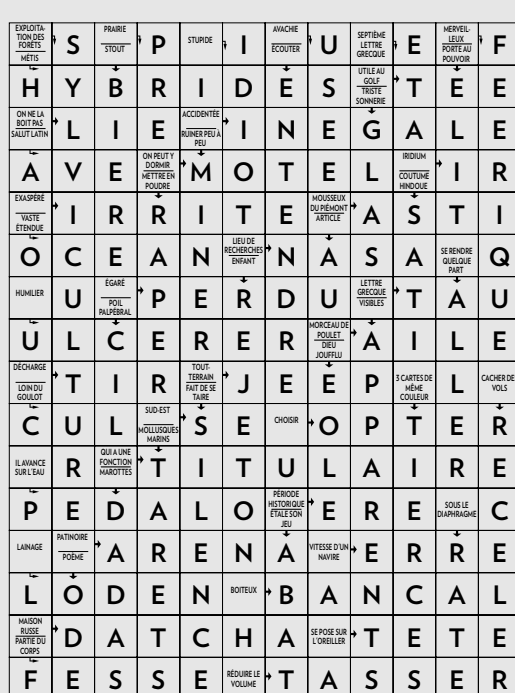 EXPLOITATION DES FORÊTS MÉTIS S PRAIRIE STOUT P STUPIDE I AVACHIE ÉCOUTER U SEPTIÈME LETTRE GRECQUE E MERVEILLEUX PORTE AU POUVOIR F
H Y B R I D E S UTILE AU GOLF TRISTE SONNERIE T E E
ON NE LA BOIT PAS SALUT LATIN L I E ACCIDENTÉE RUINER PEU À PEU I N E G A L E
A V E ON PEUT Y DORMIR METTRE EN POUDRE M O T E L IRIDIUM COUTUME HINDOUE I R
EXASPÉRÉ VASTE ÉTENDUE I R R I T E MOUSSEUX DU PIÉMONT ARTICLE A S T I
O C E A N LIEU DE RECHERCHES ENFANT N A S A SE RENDRE QUELQUE PART Q
HUMILIER U ÉGARÉ POIL PALPÉBRAL P E R D U LETTRE GRECQUE VISIBLES T A U
U L C E R E R MORCEAU DE POULET DIEU JOUFFLU A I L E
DÉCHARGE LOIN DU GOULOT T I R TOUT-TERRAIN FAIT DE SE TAIRE J E E P 3 CARTES DE MÊME COULEUR L CACHER DE VOLS
C U L SUD-EST MOLLUSQUES MARINS S E CHOISIR O P T E R
IL AVANCE SUR L'EAU R QUI A UNE FONCTION MAROTTES T I T U L A I R E
P E D A L O PÉRIODE HISTORIQUE ÉTALE SON JEU E R E SOUS LE DIAPHRAGME C
LAINAGE PATINOIRE POÈME A R E N A VITESSE D'UN NAVIRE E R R E
L O D E N BOITEUX B A N C A L
MAISON RUSSE PARTIE DU CORPS D A T C H A SE POSE SUR L'OREILLER T E T E
F E S S E RÉDUIRE LE VOLUME T A S S E R